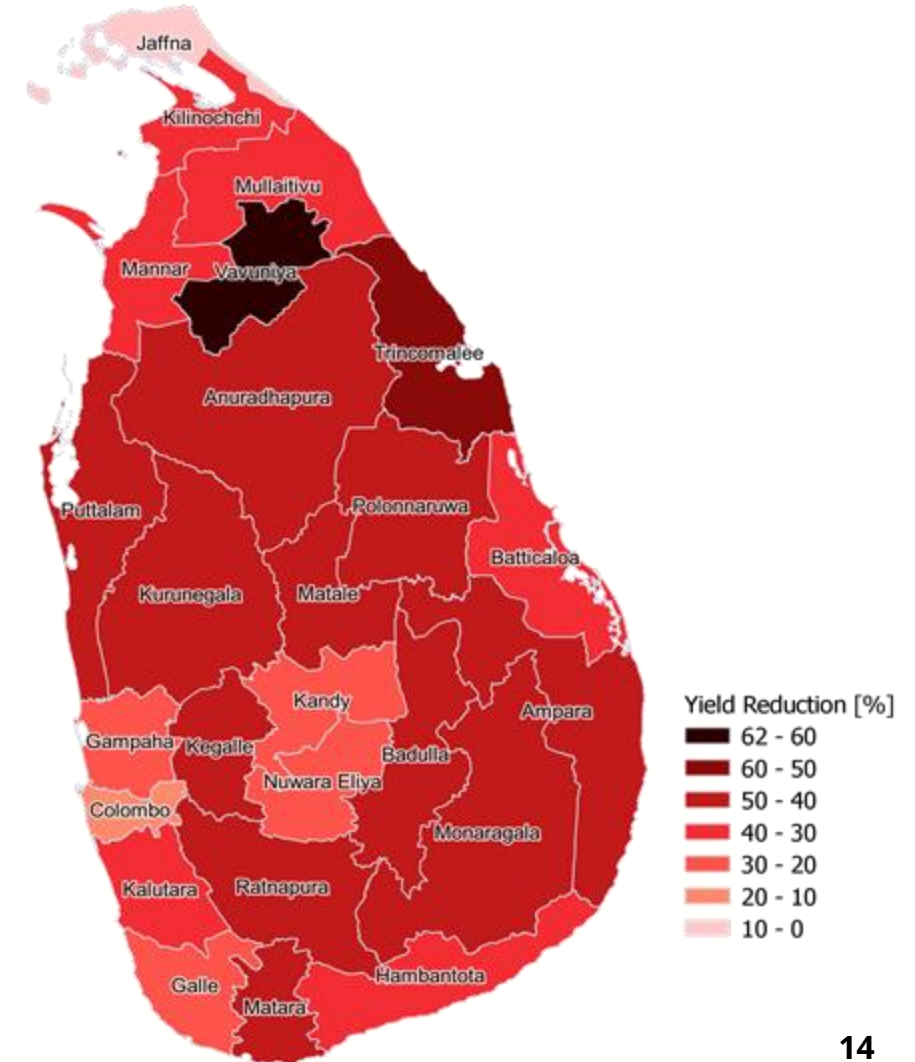 Jaffna
Kilinochchi
Mullaitivu
Mannar
Vavuniya
Trincomalee
Anuradhapura
Puttalam
Polonnaruwa
Batticaloa
Kurunegala
Matale
Kandy
Ampara
Gampaha
Kegalle
Badulla
Nuwara Eliya
Colombo
Monaragala
Kalutara
Ratnapura
Hambantota
Galle
Matara
Yield Reduction [%]
62 - 60
60 - 50
50 - 40
40 - 30
30 - 20
20 - 10
10 - 0
14